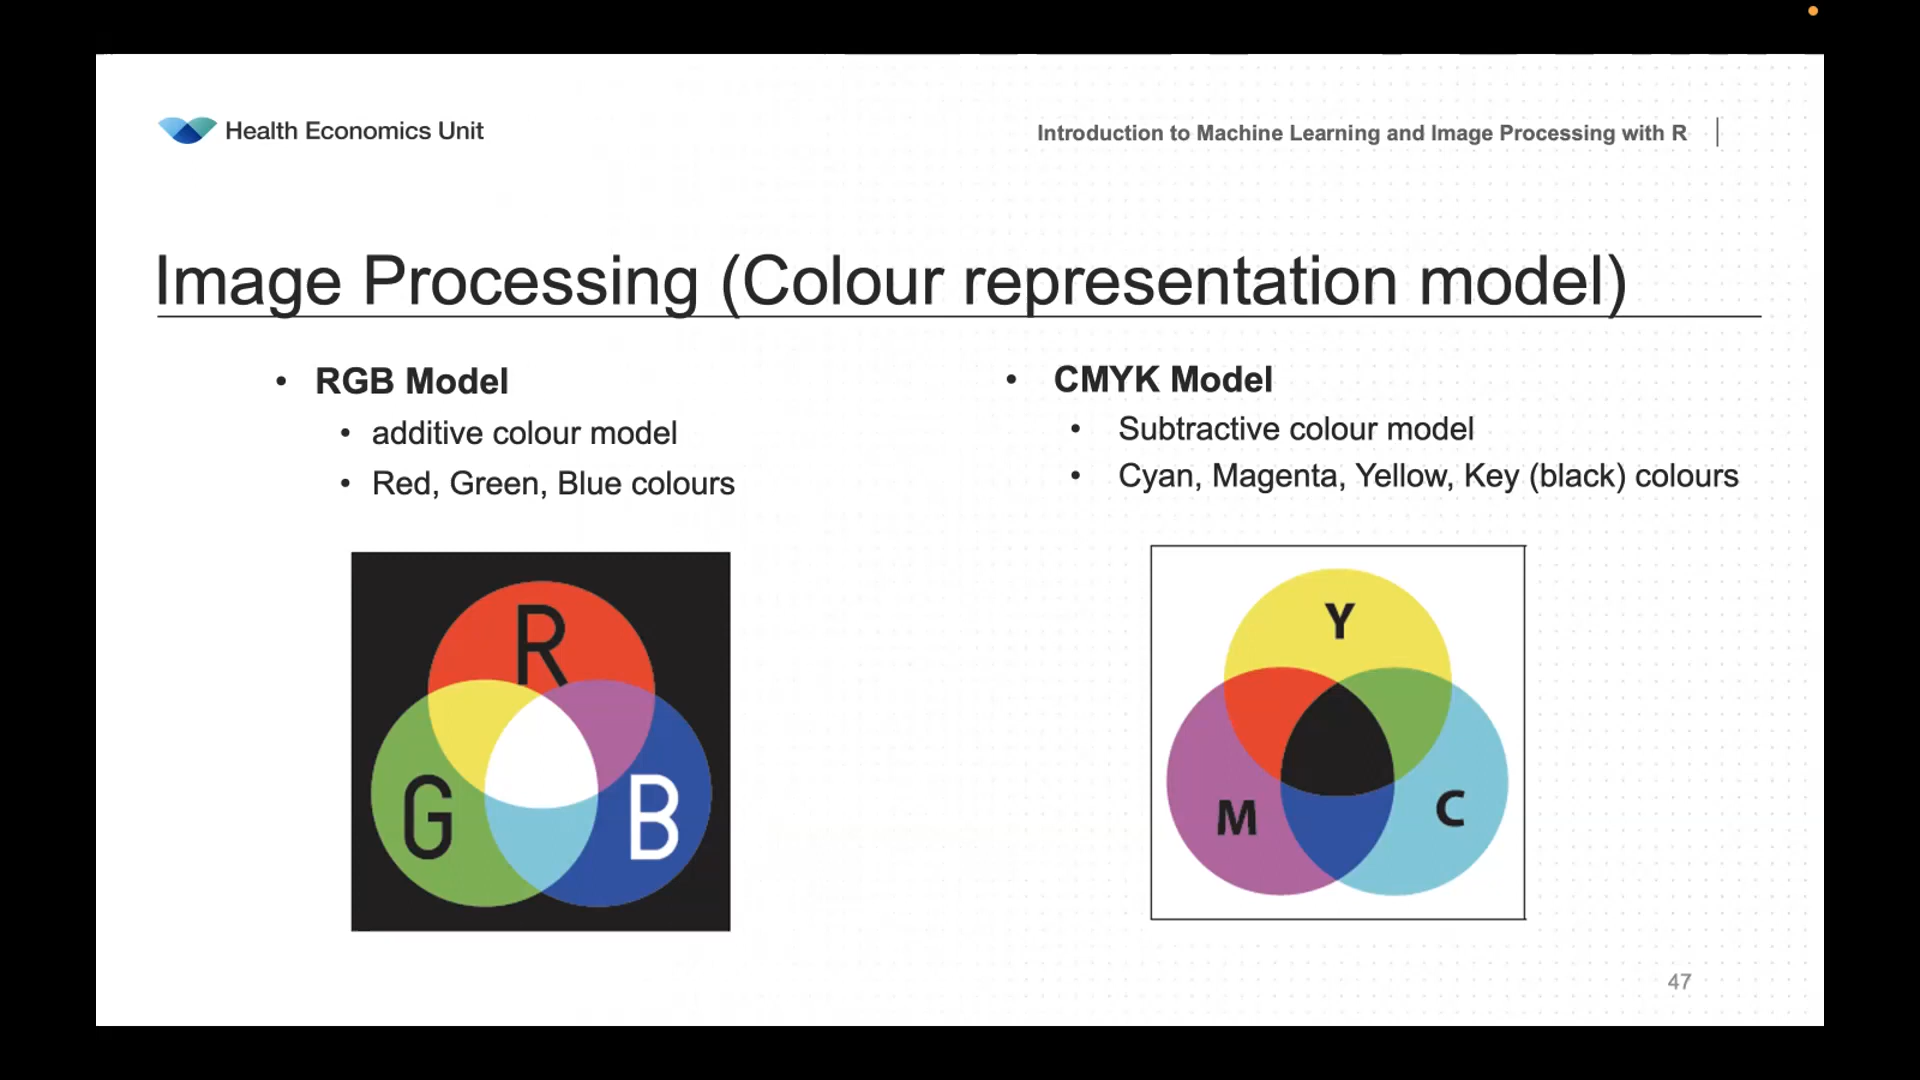 Health Economics Unit
Introduction to Machine Learning and Image Processing with R
Image Processing (Colour representation model)
• RGB Model
• additive colour model
• Red, Green, Blue colours
• CMYK Model
• Subtractive colour model
• Cyan, Magenta, Yellow, Key (black) colours
R
G
B
Y
M
C
47